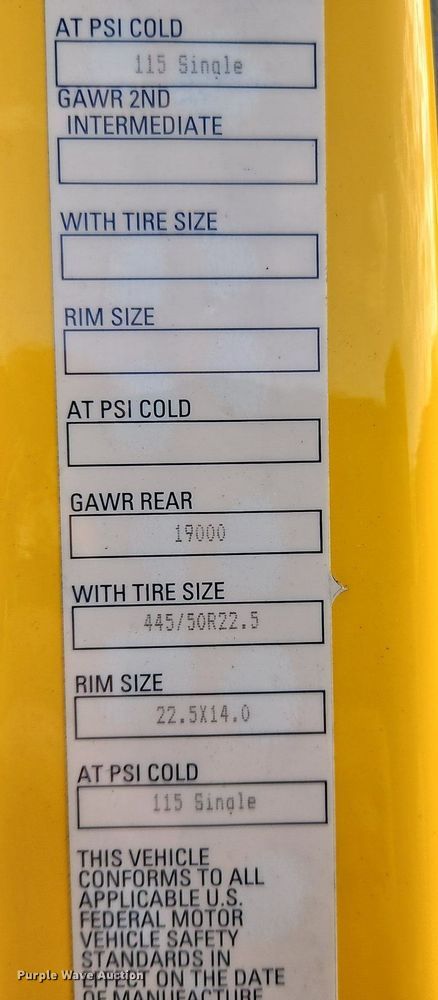 AT PSI COLD
115 Single
GAWR 2ND
INTERMEDIATE
WITH TIRE SIZE
RIM SIZE
AT PSI COLD
GAWR REAR
19000
WITH TIRE SIZE
445/50R22.5
RIM SIZE
22.5X14.0
AT PSI COLD
115 Single
THIS VEHICLE
CONFORMS TO ALL
APPLICABLE U.S.
FEDERAL MOTOR
VEHICLE SAFETY
STANDARDS IN
EFFECT ON THE DATE
OF MANUFACTURE
Purple Wave Auction